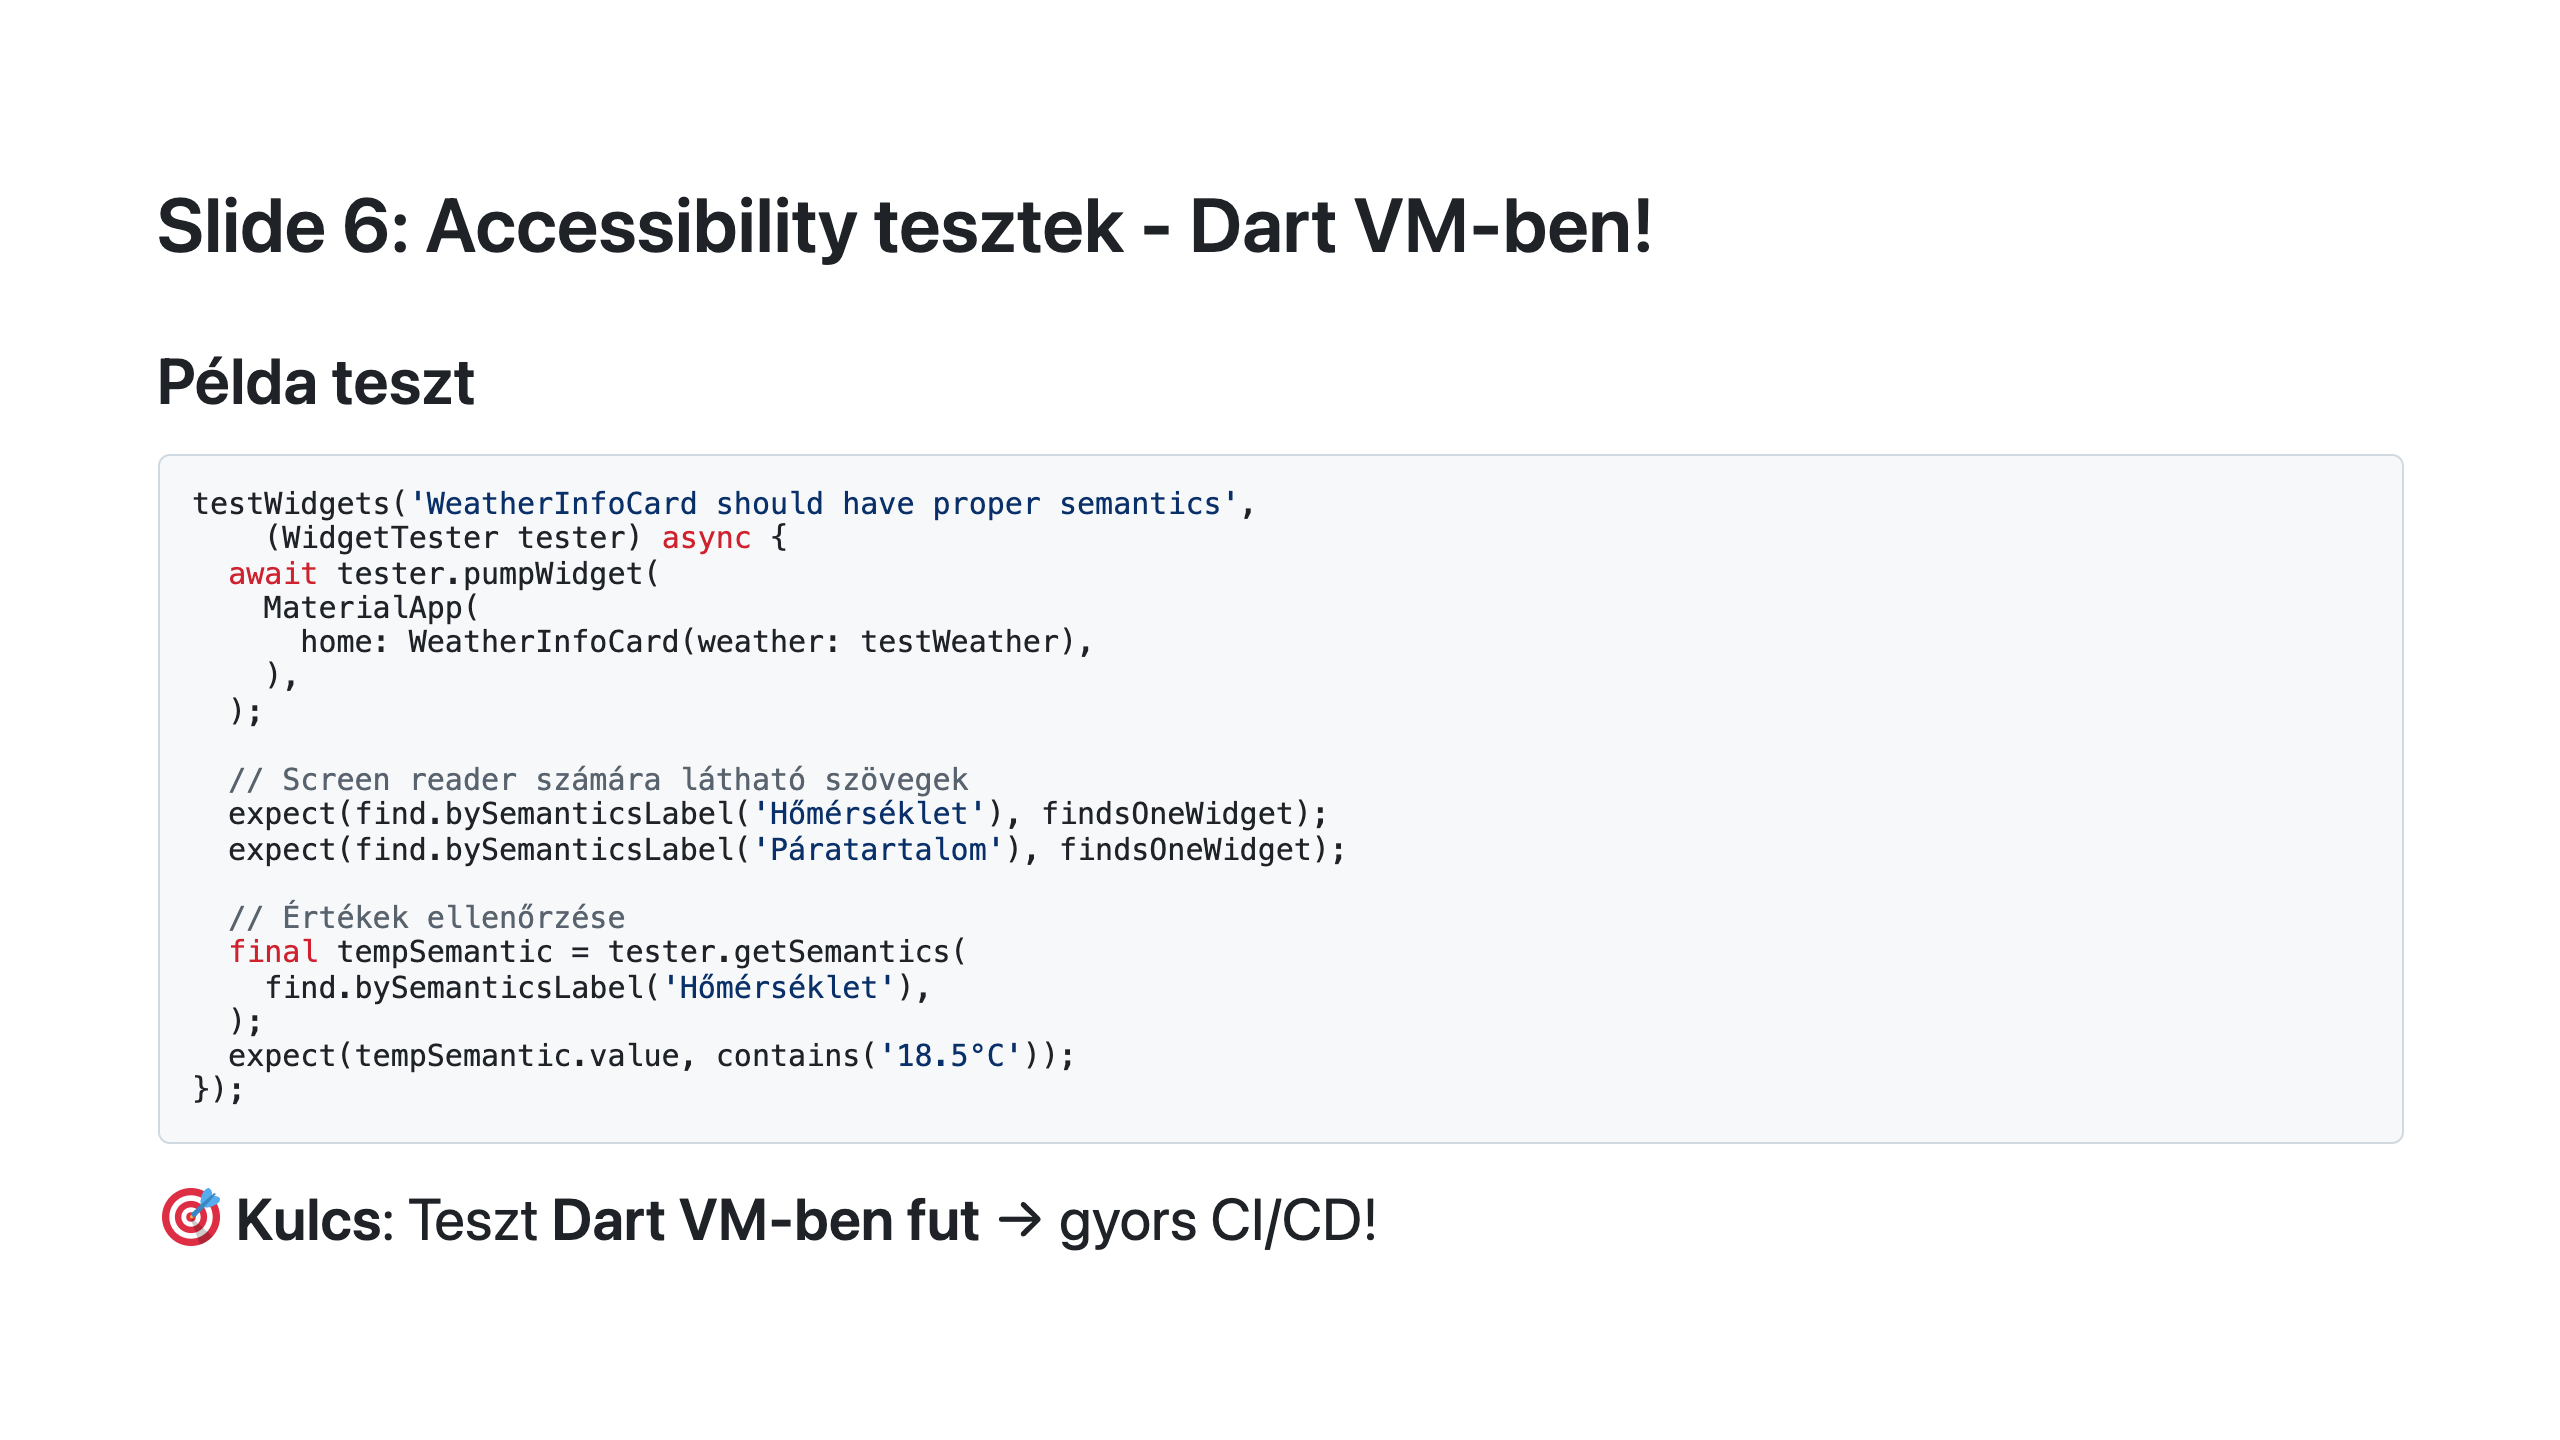 Slide 6: Accessibility tesztek - Dart VM-ben!
Példa teszt
testWidgets('WeatherInfoCard should have proper semantics',
    (WidgetTester tester) async {
  await tester.pumpWidget(
    MaterialApp(
      home: WeatherInfoCard(weather: testWeather),
    ),
  );

  // Screen reader számára látható szövegek
  expect(find.bySemanticsLabel('Hőmérséklet'), findsOneWidget);
  expect(find.bySemanticsLabel('Páratartalom'), findsOneWidget);

  // Értékek ellenőrzése
  final tempSemantic = tester.getSemantics(
    find.bySemanticsLabel('Hőmérséklet'),
  );
  expect(tempSemantic.value, contains('18.5°C'));
});
🎯 Kulcs: Teszt Dart VM-ben fut → gyors CI/CD!